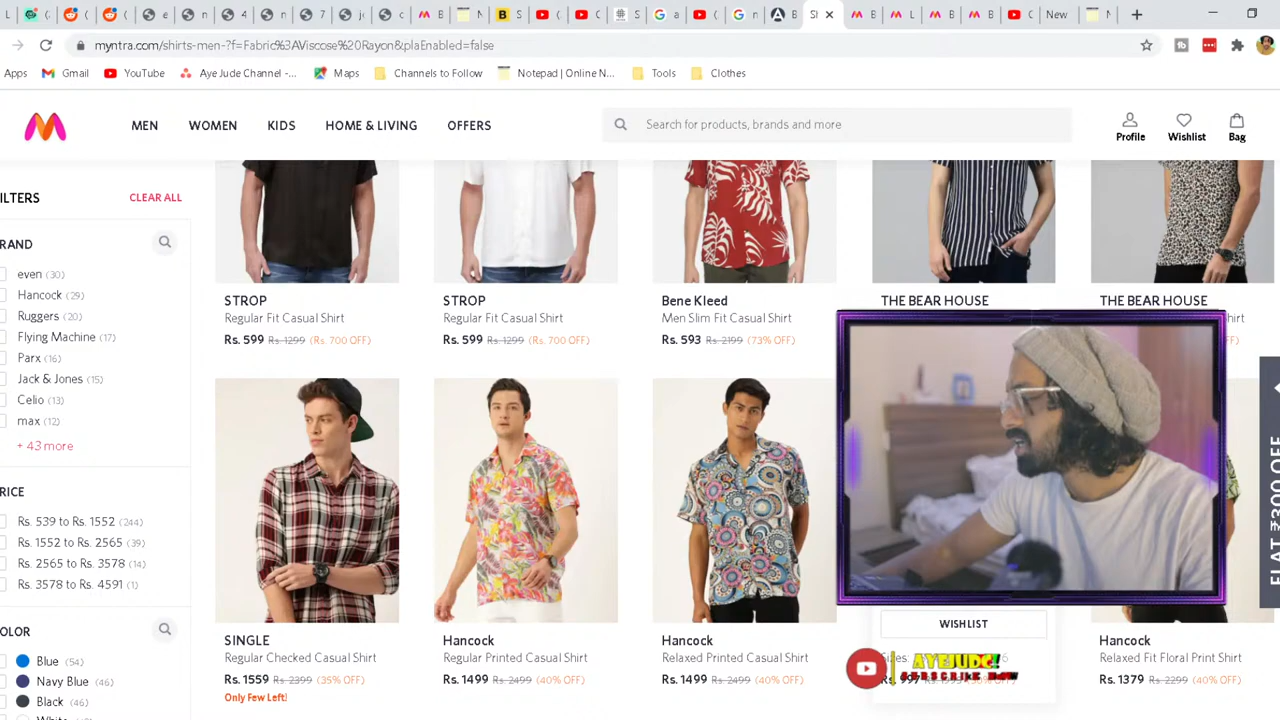 myntra.com/shirts-men-?f=Fabric%3AViscose%20Rayon&plaEnabled=false
Apps Gmail YouTube Aye Jude Channel -... Maps Channels to Follow Notepad | Online N... Tools Clothes
MEN WOMEN KIDS HOME & LIVING OFFERS Search for products, brands and more Profile Wishlist Bag
ILTERS CLEAR ALL
RAND
even (30)
Hancock (29)
Ruggers (20)
Flying Machine (17)
Parx (16)
Jack & Jones (15)
Celio (13)
max (12)
+ 43 more
RICE
Rs. 539 to Rs. 1552 (244)
Rs. 1552 to Rs. 2565 (39)
Rs. 2565 to Rs. 3578 (14)
Rs. 3578 to Rs. 4591 (1)
OLOR
Blue (54)
Navy Blue (46)
Black (46)
White
STROP
Regular Fit Casual Shirt
Rs. 599 Rs. 1299 (Rs. 700 OFF)
STROP
Regular Fit Casual Shirt
Rs. 599 Rs. 1299 (Rs. 700 OFF)
Bene Kleed
Men Slim Fit Casual Shirt
Rs. 593 Rs. 2199 (73% OFF)
THE BEAR HOUSE
THE BEAR HOUSE
SINGLE
Regular Checked Casual Shirt
Rs. 1559 Rs. 2399 (35% OFF)
Only Few Left!
Hancock
Regular Printed Casual Shirt
Rs. 1499 Rs. 2499 (40% OFF)
Hancock
Relaxed Printed Casual Shirt
Rs. 1499 Rs. 2499 (40% OFF)
WISHLIST
AYEJUDE!
SUBSCRIBE NOW
Hancock
Relaxed Fit Floral Print Shirt
Rs. 1379 Rs. 2299 (40% OFF)
FLAT ₹300 OFF